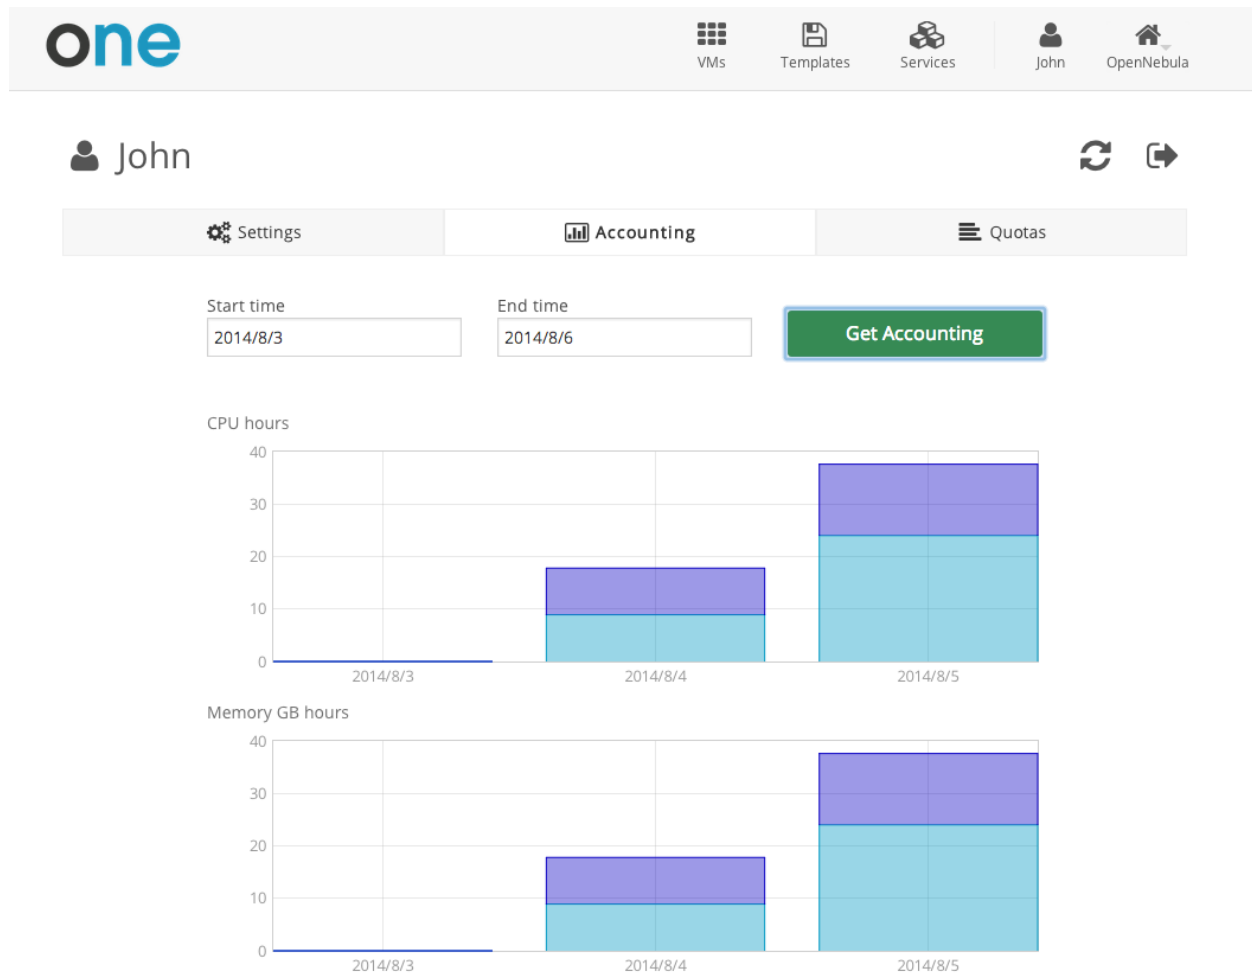 one
VMs
Templates
Services
John
OpenNebula
John
Settings
Accounting
Quotas
Start time
End time
2014/8/3
2014/8/6
Get Accounting
CPU hours
40
30
20
10
0
2014/8/3
2014/8/4
2014/8/5
Memory GB hours
40
30
20
10
0
2014/8/3
2014/8/4
2014/8/5